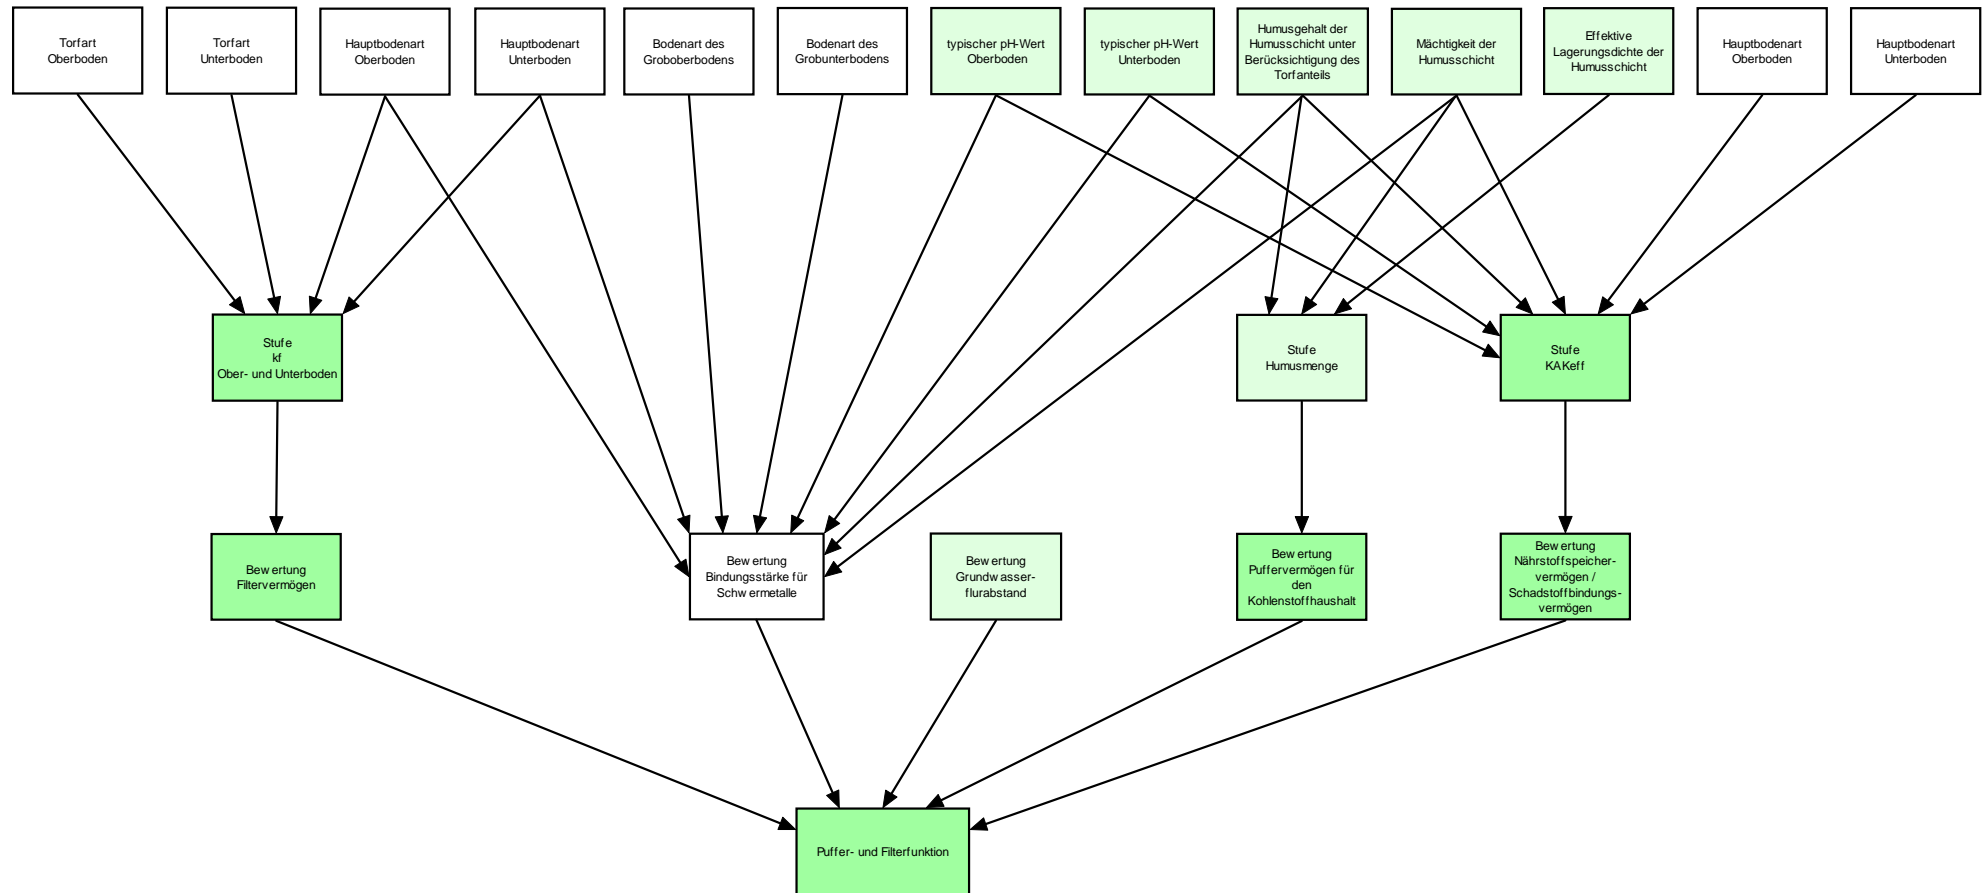 Torfart
Oberboden
Torfart
Unterboden
Hauptbodenart
Oberboden
Hauptbodenart
Unterboden
Bodenart des
Groboberbodens
Bodenart des
Grobunterbodens
typischer pH-Wert
Oberboden
typischer pH-Wert
Unterboden
Humusgehalt der
Humusschicht unter
Berücksichtigung des
Torfanteils
Mächtigkeit der
Humusschicht
Effektive
Lagerungsdichte der
Humusschicht
Hauptbodenart
Oberboden
Hauptbodenart
Unterboden
Stufe
kf
Ober- und Unterboden
Stufe
Humusmenge
Stufe
KAKeff
Bewertung
Filtervermögen
Bewertung
Bindungsstärke für
Schwermetalle
Bewertung
Grundwasser-
flurabstand
Bewertung
Puffervermögen für
den
Kohlenstoffhaushalt
Bewertung
Nährstoffspeicher-
vermögen /
Schadstoffbindungs-
vermögen
Puffer- und Filterfunktion